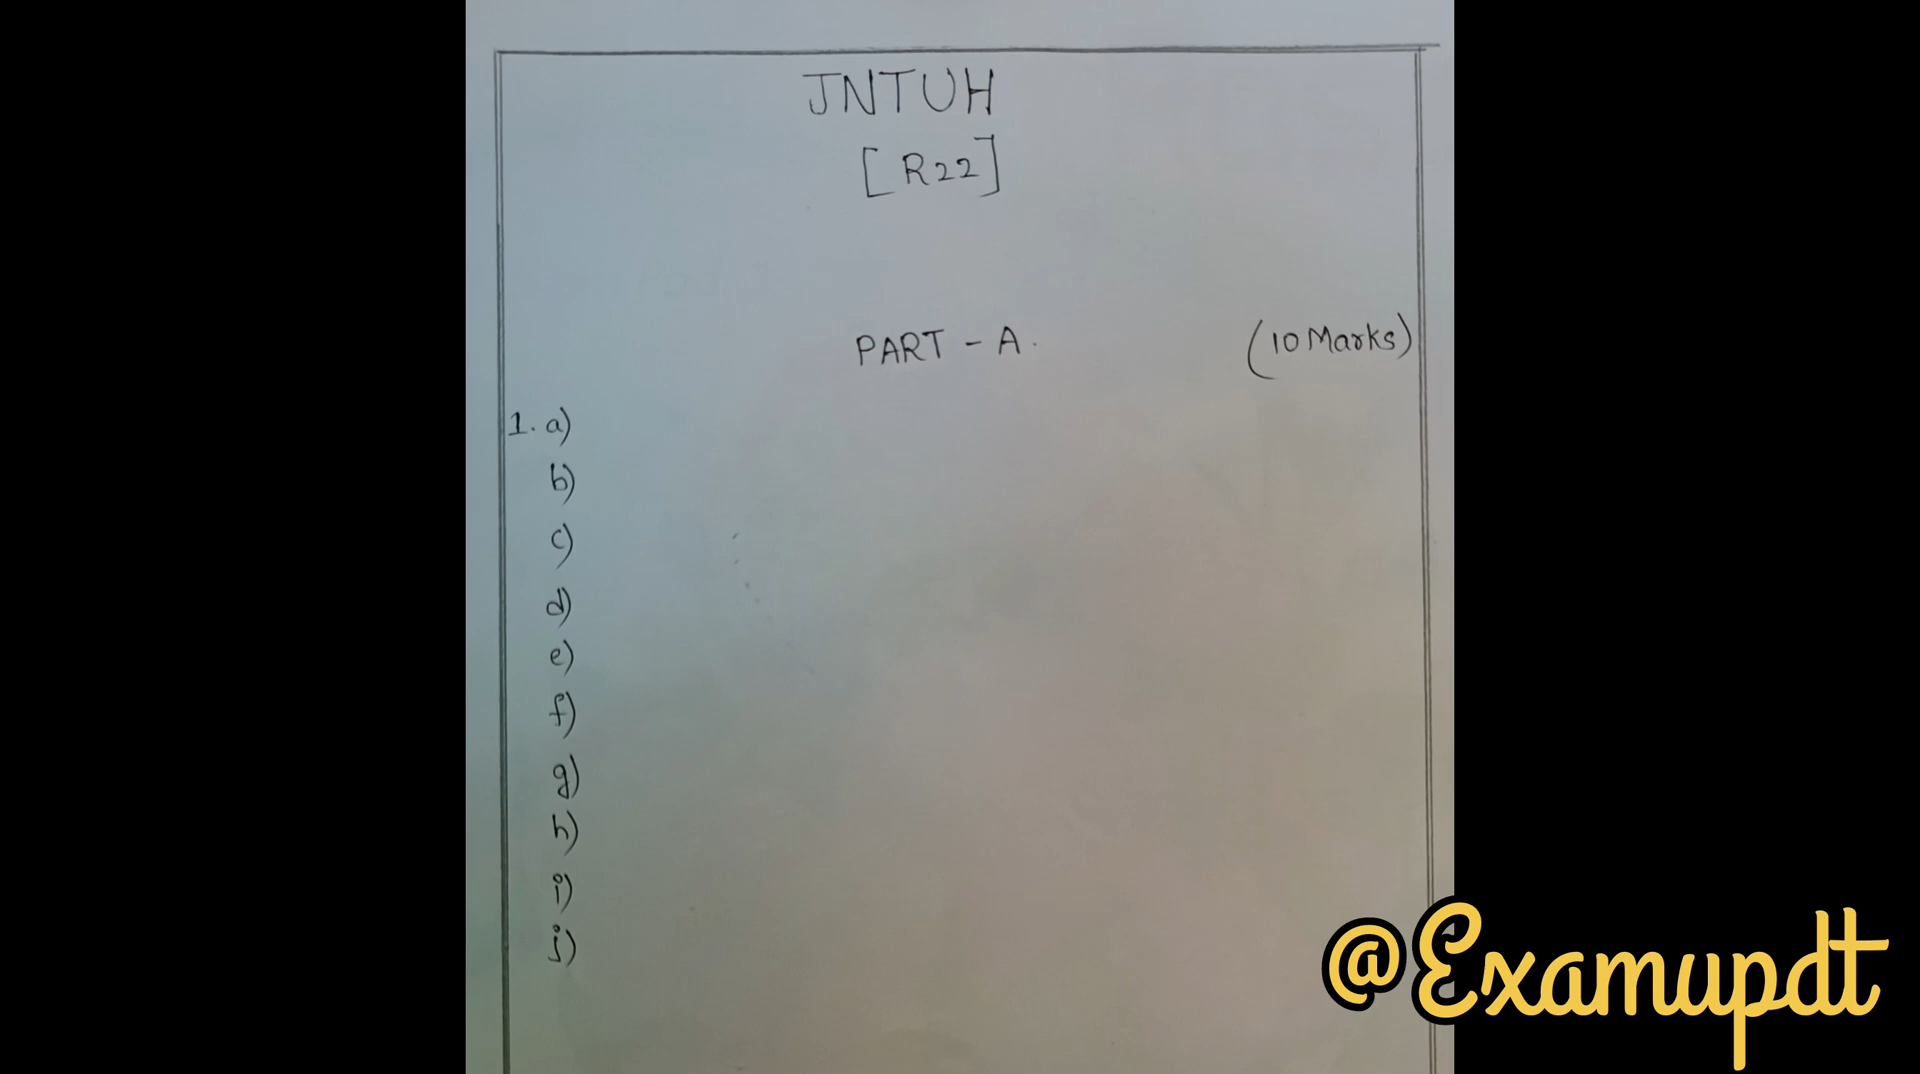 JNTUH
[R22]
PART - A. (10 Marks)
1. a)
b)
c)
d)
e)
f)
g)
h)
i)
j)
@Examupdt